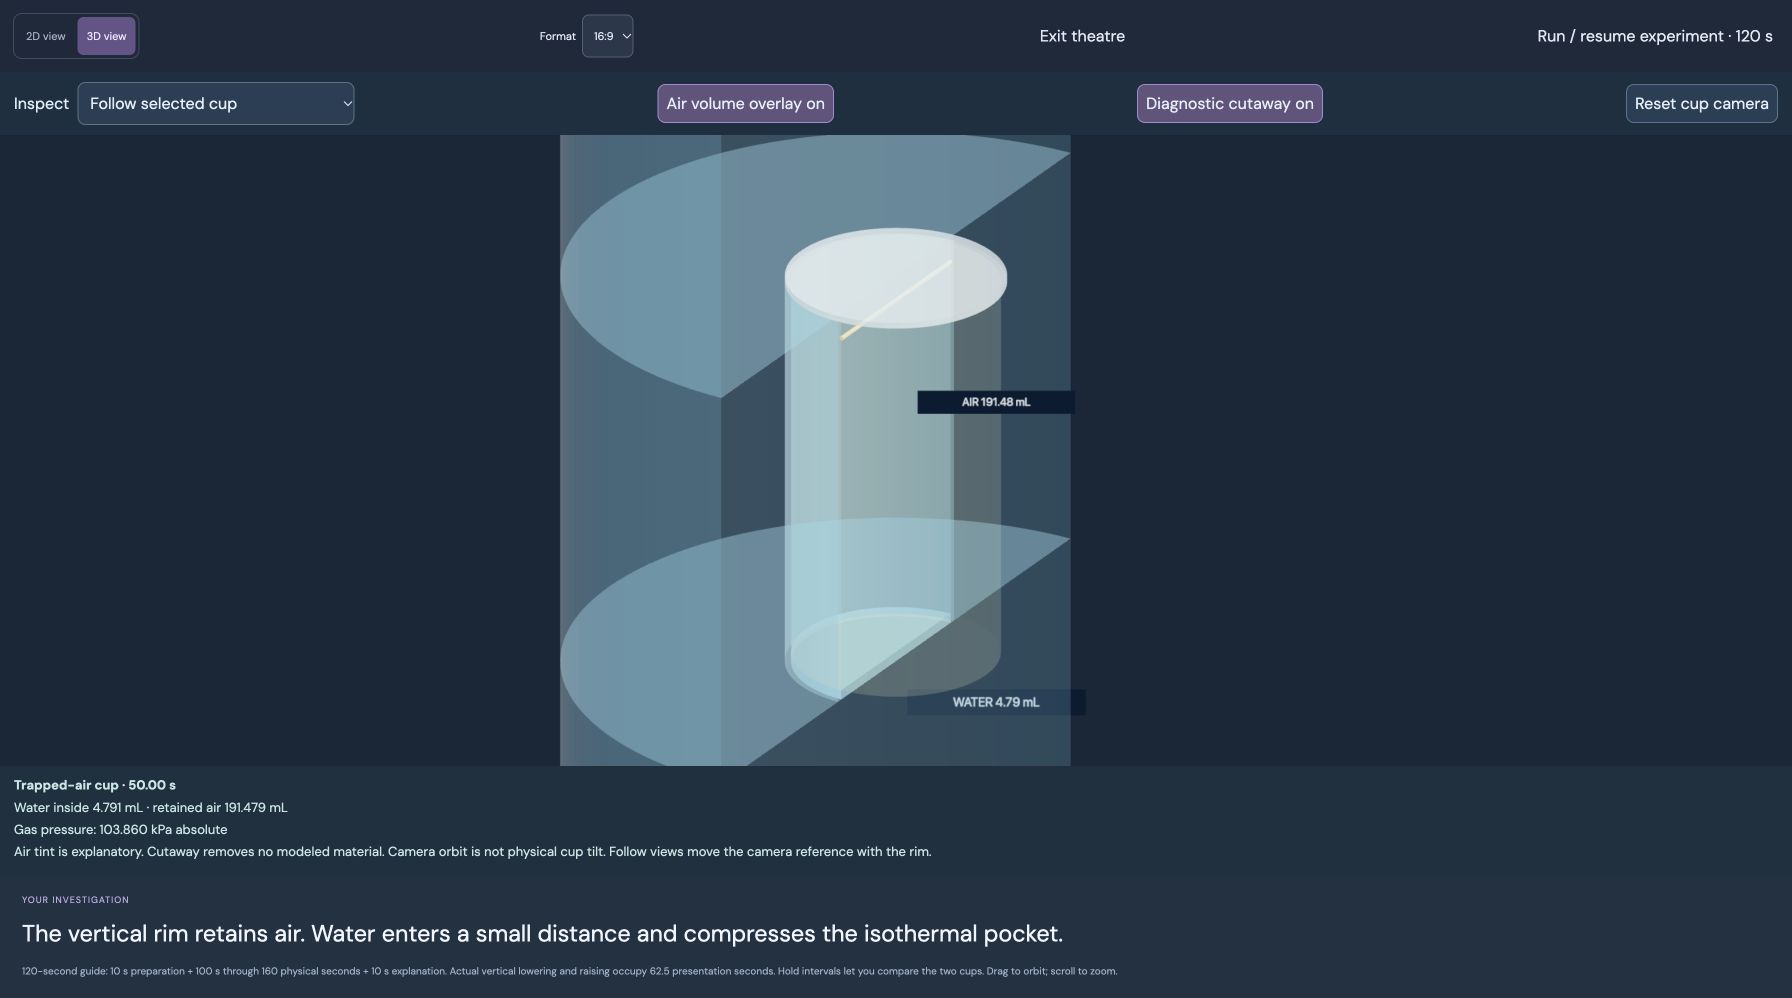 2D view
3D view
Format
16:9
Exit theatre
Run / resume experiment · 120 s
Inspect
Follow selected cup
Air volume overlay on
Diagnostic cutaway on
Reset cup camera
AIR 191.48 mL
WATER 4.79 mL
Trapped-air cup · 50.00 s
Water inside 4.791 mL · retained air 191.479 mL
Gas pressure: 103.860 kPa absolute
Air tint is explanatory. Cutaway removes no modeled material. Camera orbit is not physical cup tilt. Follow views move the camera reference with the rim.
YOUR INVESTIGATION
The vertical rim retains air. Water enters a small distance and compresses the isothermal pocket.
120-second guide: 10 s preparation + 100 s through 160 physical seconds + 10 s explanation. Actual vertical lowering and raising occupy 62.5 presentation seconds. Hold intervals let you compare the two cups. Drag to orbit; scroll to zoom.